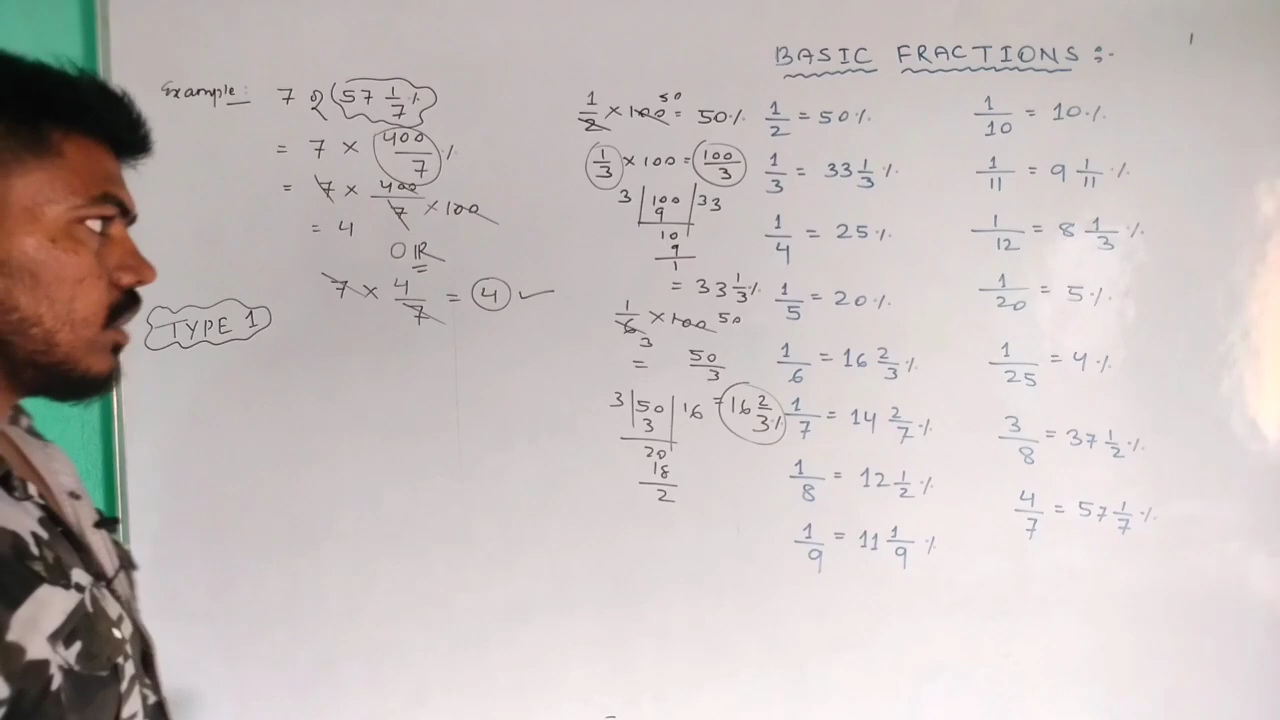 BASIC FRACTIONS :-
Example: 7 २ (57 1/7 %)
= 7 × 400/7 %
= 7 × 400/7 × 100
= 4
OR
7 × 4/7 = 4 ✓
TYPE 1
1/2 × 100 50 = 50%
1/3 × 100 = 100/3
3 | 100 | 33
9
10
9
1
= 33 1/3 %
1/6 × 100 50
3
= 50/3
3 | 50 | 16 = 16 2/3 %
3
20
18
2
1/2 = 50%
1/3 = 33 1/3 %
1/4 = 25%
1/5 = 20%
1/6 = 16 2/3 %
1/7 = 14 2/7 %
1/8 = 12 1/2 %
1/9 = 11 1/9 %
1/10 = 10%
1/11 = 9 1/11 %
1/12 = 8 1/3 %
1/20 = 5%
1/25 = 4%
3/8 = 37 1/2 %
4/7 = 57 1/7 %